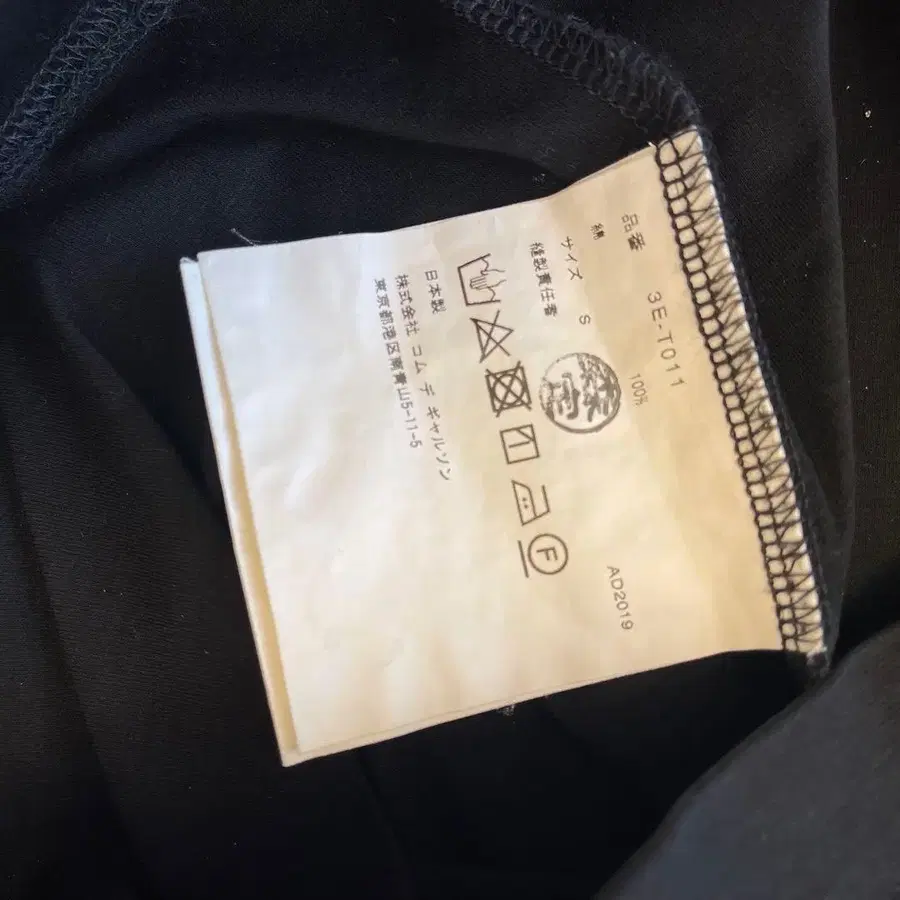 品番 3E-T011
綿 100%
サイズ S AD2019
縫製責任者
日本製
株式会社 コム デ ギャルソン
東京都港区南青山5-11-5